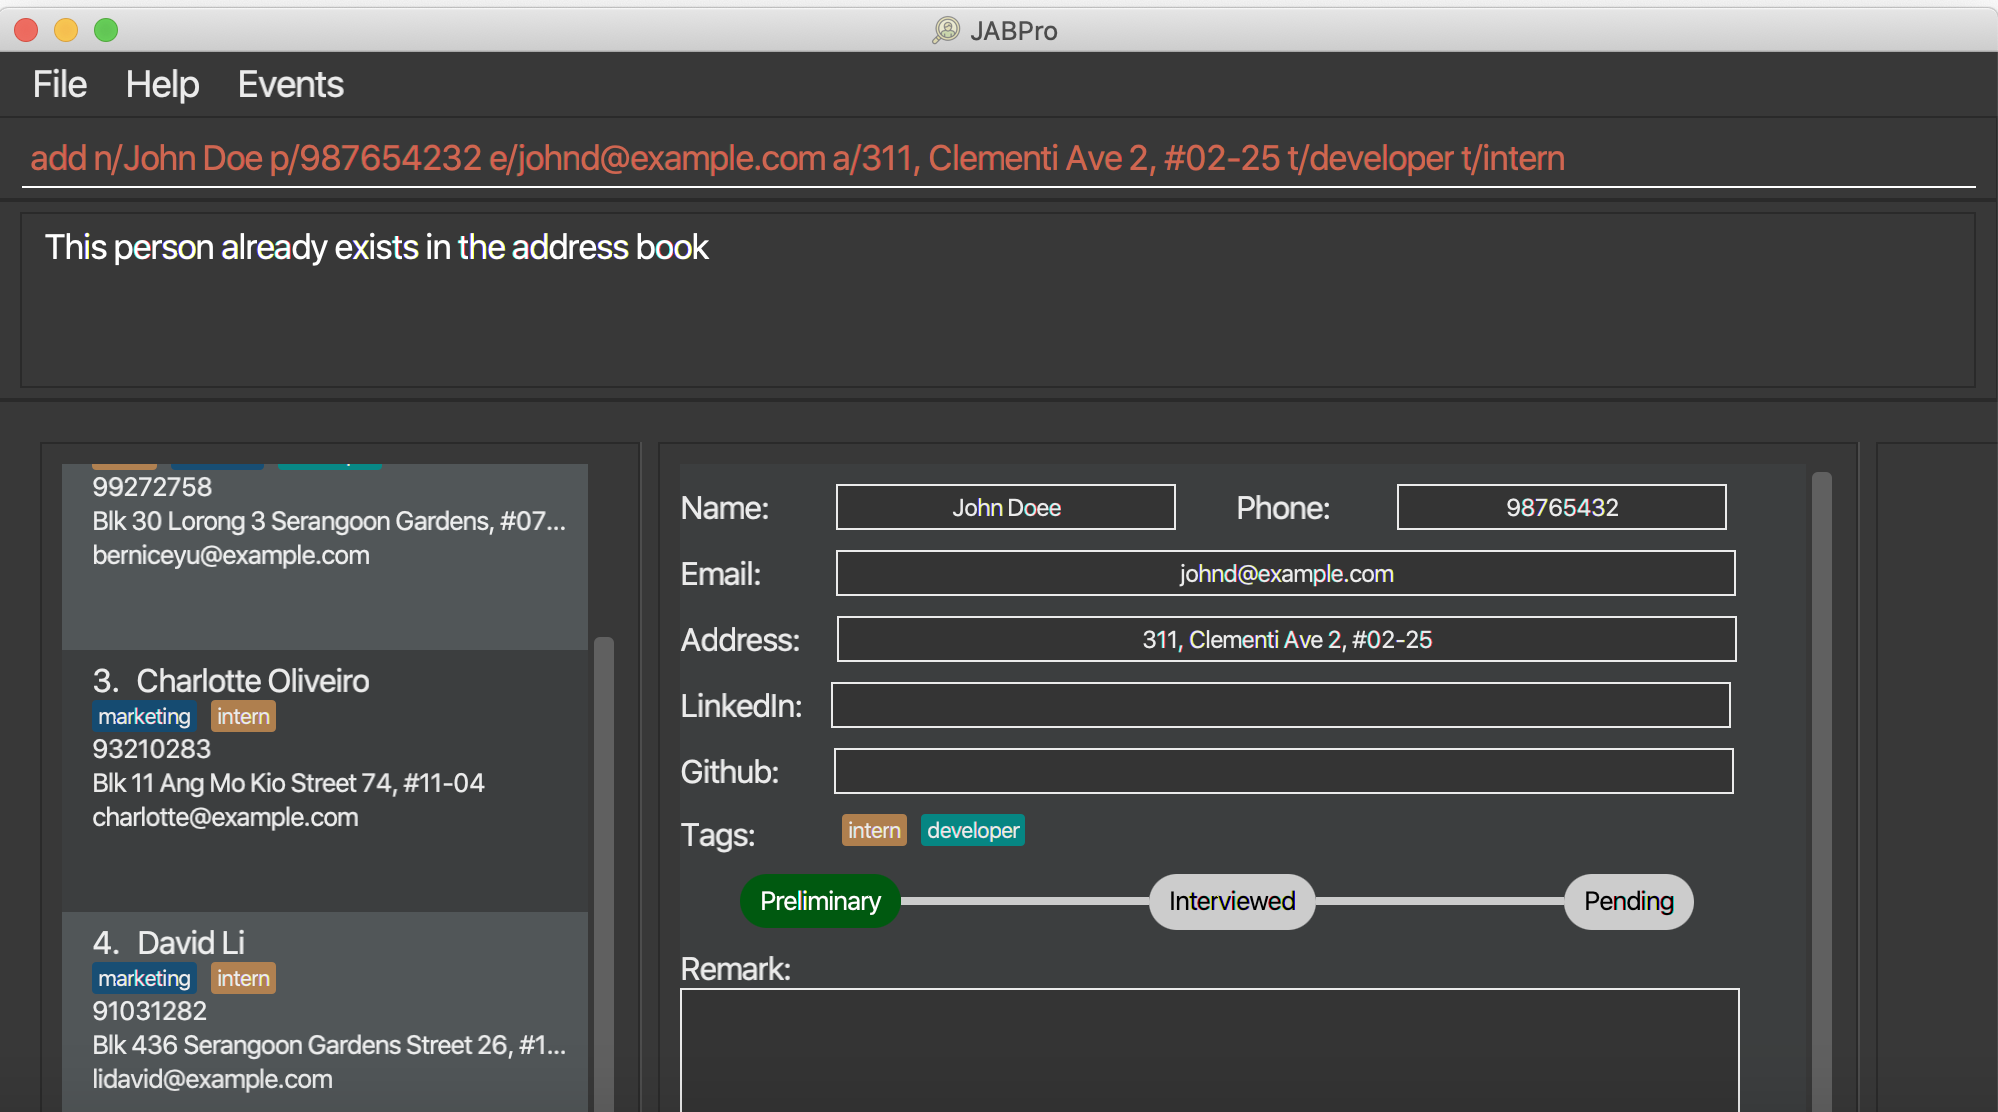 JABPro
File Help Events
add n/John Doe p/987654232 e/johnd@example.com a/311, Clementi Ave 2, #02-25 t/developer t/intern
This person already exists in the address book
99272758
Blk 30 Lorong 3 Serangoon Gardens, #07...
berniceyu@example.com
3. Charlotte Oliveiro
marketing intern
93210283
Blk 11 Ang Mo Kio Street 74, #11-04
charlotte@example.com
4. David Li
marketing intern
91031282
Blk 436 Serangoon Gardens Street 26, #1...
lidavid@example.com
Name: John Doee Phone: 98765432
Email: johnd@example.com
Address: 311, Clementi Ave 2, #02-25
LinkedIn:
Github:
Tags: intern developer
Preliminary Interviewed Pending
Remark: